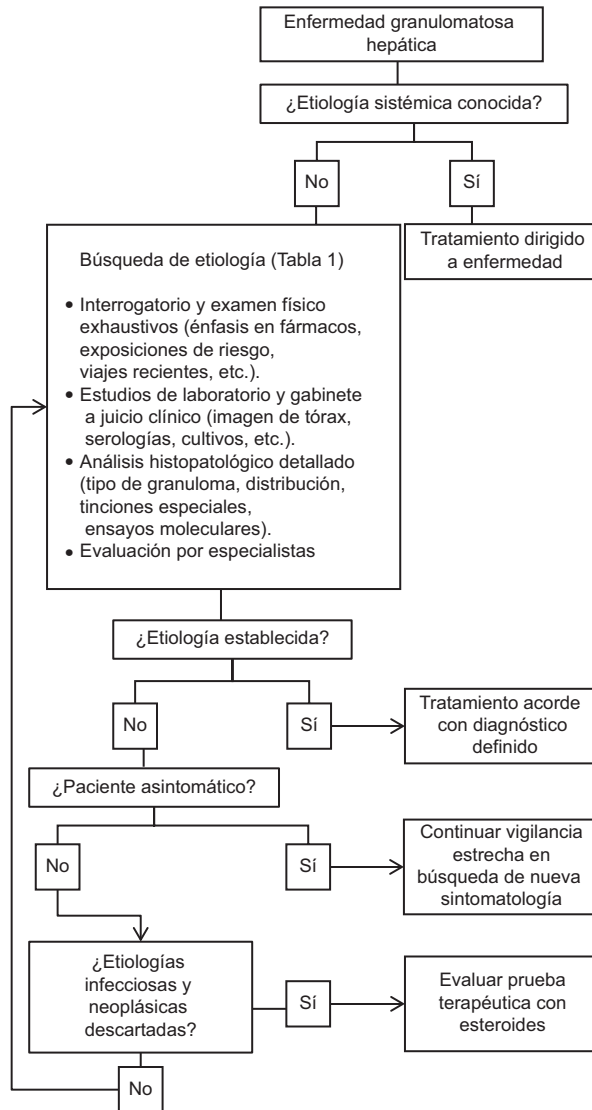 Enfermedad granulomatosa
hepática
¿Etiología sistémica conocida?
No
Sí
Tratamiento dirigido
a enfermedad
Búsqueda de etiología (Tabla 1)
• Interrogatorio y examen físico
exhaustivos (énfasis en fármacos,
exposiciones de riesgo,
viajes recientes, etc.).
• Estudios de laboratorio y gabinete
a juicio clínico (imagen de tórax,
serologías, cultivos, etc.).
• Análisis histopatológico detallado
(tipo de granuloma, distribución,
tinciones especiales,
ensayos moleculares).
• Evaluación por especialistas
¿Etiología establecida?
No
Sí
Tratamiento acorde
con diagnóstico
definido
¿Paciente asintomático?
No
Sí
Continuar vigilancia
estrecha en
búsqueda de nueva
sintomatología
¿Etiologías
infecciosas y
neoplásicas
descartadas?
Sí
Evaluar prueba
terapéutica con
esteroides
No